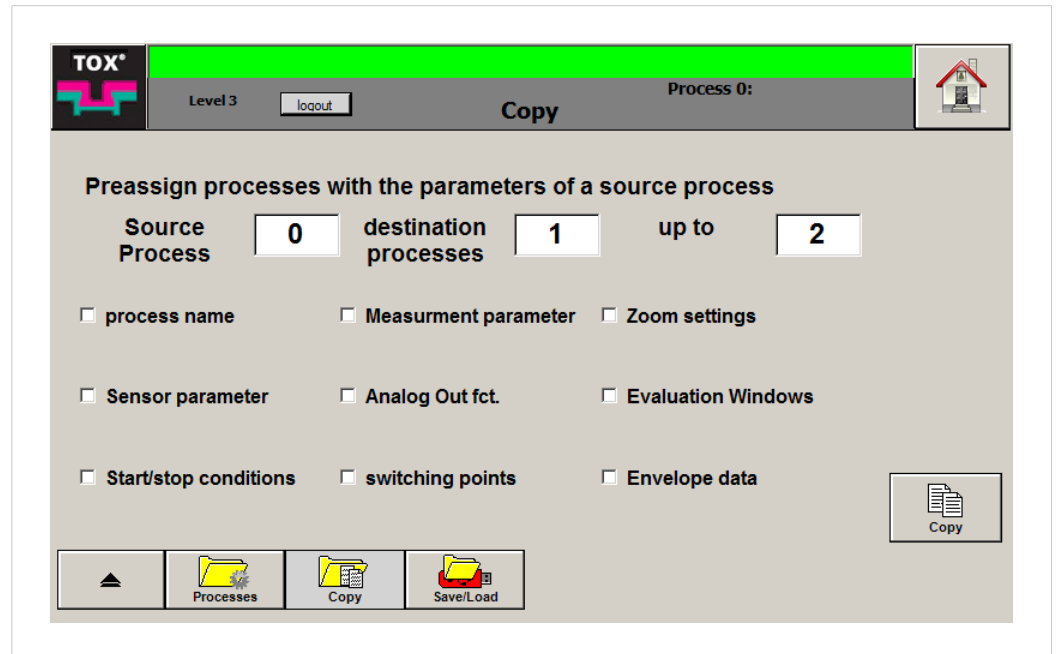 TOX®
Level 3
logout
Copy
Process 0:
Preassign processes with the parameters of a source process
Source
Process
0
destination
processes
1
up to
2
process name
Measurment parameter
Zoom settings
Sensor parameter
Analog Out fct.
Evaluation Windows
Start/stop conditions
switching points
Envelope data
Copy
Processes
Copy
Save/Load